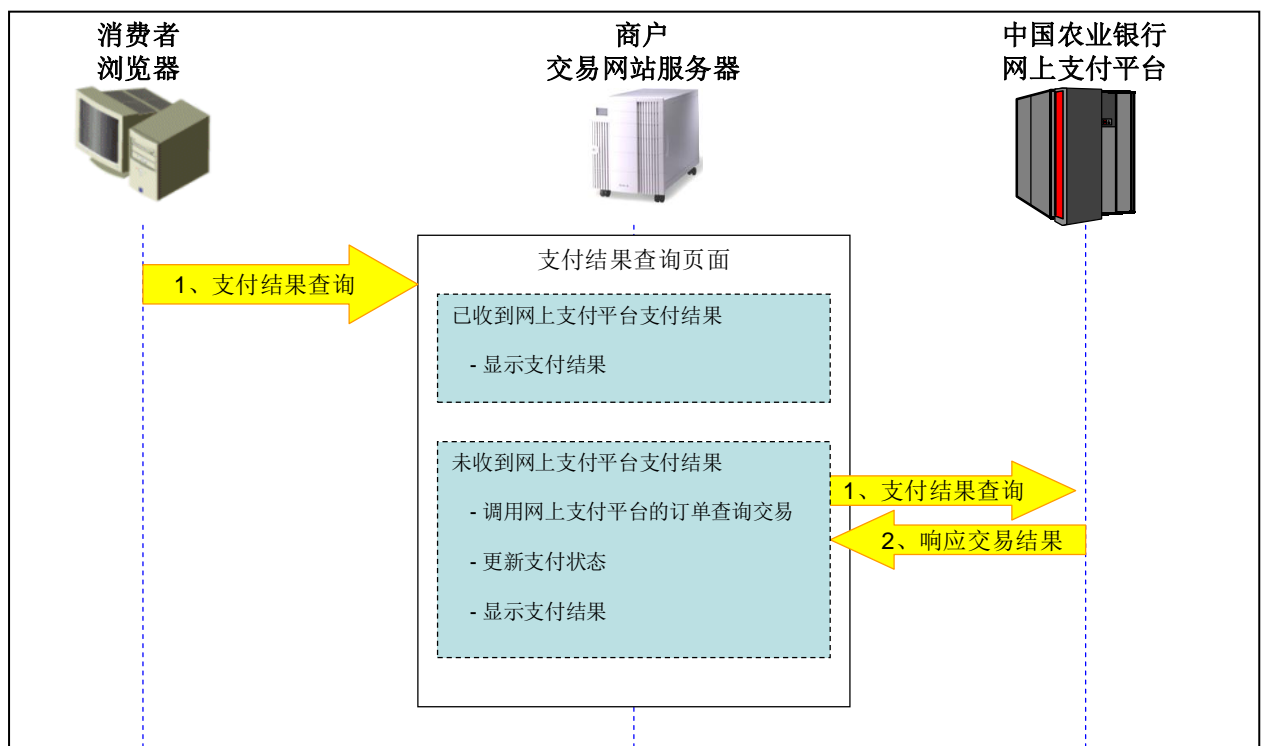 消费者
浏览器
商户
交易网站服务器
中国农业银行
网上支付平台
支付结果查询页面
1、支付结果查询
已收到网上支付平台支付结果
- 显示支付结果
未收到网上支付平台支付结果
- 调用网上支付平台的订单查询交易
- 更新支付状态
- 显示支付结果
1、支付结果查询
2、响应交易结果